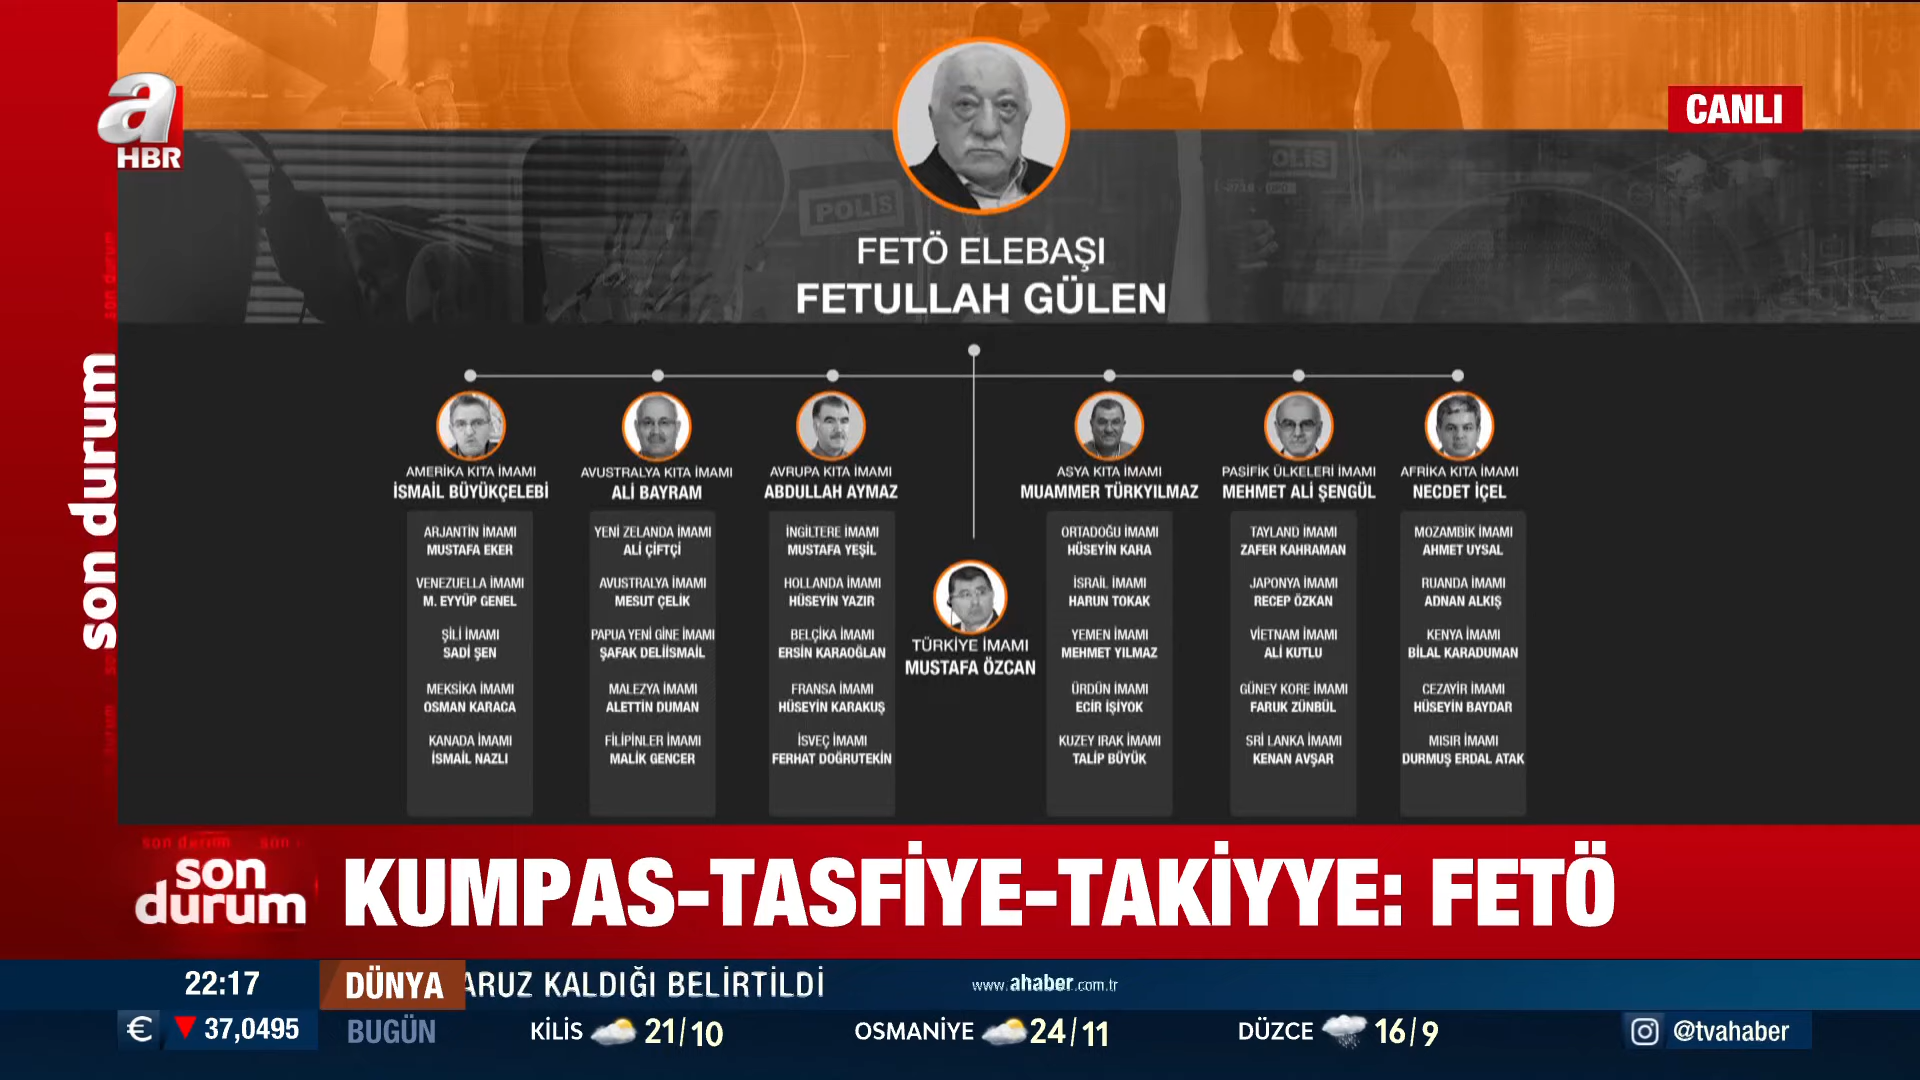 a
HBR
CANLI
POLİS
OLİS
FETÖ ELEBAŞI
FETULLAH GÜLEN
AMERİKA KITA İMAMI
İSMAİL BÜYÜKÇELEBİ
ARJANTİN İMAMI
MUSTAFA EKER
VENEZUELLA İMAMI
M. EYYÜP GENEL
ŞİLİ İMAMI
SADİ ŞEN
MEKSİKA İMAMI
OSMAN KARACA
KANADA İMAMI
İSMAİL NAZLI
AVUSTRALYA KITA İMAMI
ALİ BAYRAM
YENİ ZELANDA İMAMI
ALİ ÇİFTÇİ
AVUSTRALYA İMAMI
MESUT ÇELİK
PAPUA YENİ GİNE İMAMI
ŞAFAK DELİİSMAİL
MALEZYA İMAMI
ALETTİN DUMAN
FİLİPİNLER İMAMI
MALİK GENCER
AVRUPA KITA İMAMI
ABDULLAH AYMAZ
İNGİLTERE İMAMI
MUSTAFA YEŞİL
HOLLANDA İMAMI
HÜSEYİN YAZIR
BELÇİKA İMAMI
ERSİN KARAOĞLAN
FRANSA İMAMI
HÜSEYİN KARAKUŞ
İSVEÇ İMAMI
FERHAT DOĞRUTEKİN
TÜRKİYE İMAMI
MUSTAFA ÖZCAN
ASYA KITA İMAMI
MUAMMER TÜRKYILMAZ
ORTADOĞU İMAMI
HÜSEYİN KARA
İSRAİL İMAMI
HARUN TOKAK
YEMEN İMAMI
MEHMET YILMAZ
ÜRDÜN İMAMI
ECİR İŞİYOK
KUZEY IRAK İMAMI
TALİP BÜYÜK
PASİFİK ÜLKELERİ İMAMI
MEHMET ALİ ŞENGÜL
TAYLAND İMAMI
ZAFER KAHRAMAN
JAPONYA İMAMI
RECEP ÖZKAN
VİETNAM İMAMI
ALİ KUTLU
GÜNEY KORE İMAMI
FARUK ZÜNBÜL
SRİ LANKA İMAMI
KENAN AVŞAR
AFRİKA KITA İMAMI
NECDET İÇEL
MOZAMBİK İMAMI
AHMET UYSAL
RUANDA İMAMI
ADNAN ALKIŞ
KENYA İMAMI
BİLAL KARADUMAN
CEZAYİR İMAMI
HÜSEYİN BAYDAR
MISIR İMAMI
DURMUŞ ERDAL ATAK
son durum
son durum
son
durum
KUMPAS-TASFİYE-TAKİYYE: FETÖ
22:17
DÜNYA
ARUZ KALDIĞI BELİRTİLDİ
www.ahaber.com.tr
€ 37,0495
BUGÜN
KİLİS 21/10
OSMANİYE 24/11
DÜZCE 16/9
@tvahaber